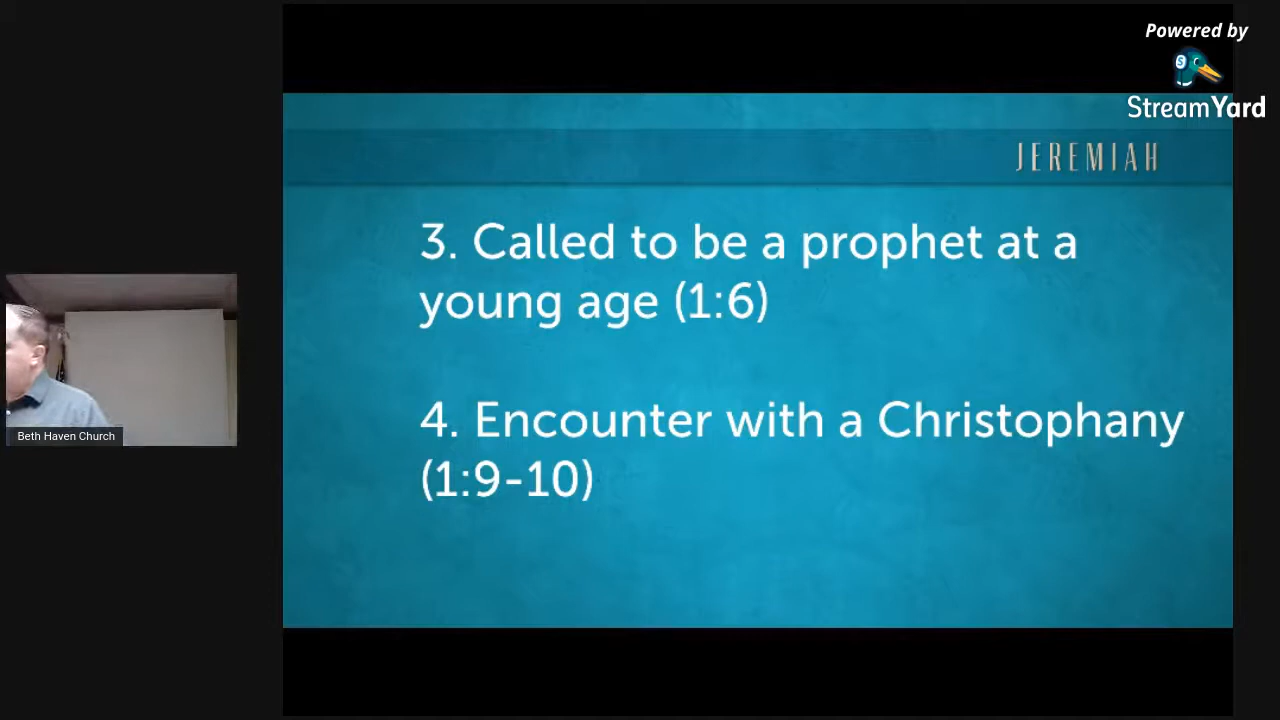 Powered by
StreamYard
JEREMIAH
3. Called to be a prophet at a
young age (1:6)
4. Encounter with a Christophany
(1:9-10)
Beth Haven Church